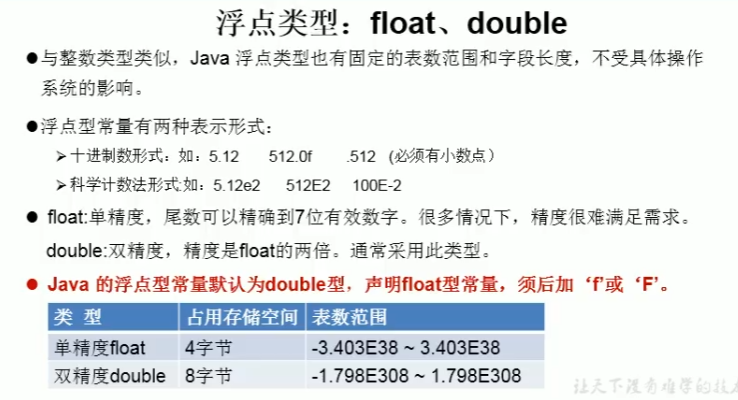 浮点类型：float、double
●与整数类型类似，Java 浮点类型也有固定的表数范围和字段长度，不受具体操作
系统的影响。
●浮点型常量有两种表示形式：
➢十进制数形式：如：5.12 512.0f .512 (必须有小数点）
➢科学计数法形式:如：5.12e2 512E2 100E-2
● float:单精度，尾数可以精确到7位有效数字。很多情况下，精度很难满足需求。
double:双精度，精度是float的两倍。通常采用此类型。
● Java 的浮点型常量默认为double型，声明float型常量，须后加‘f’或‘F’。
类 型 占用存储空间 表数范围
单精度float 4字节 -3.403E38 ~ 3.403E38
双精度double 8字节 -1.798E308 ~ 1.798E308
让天下没有难学的技术